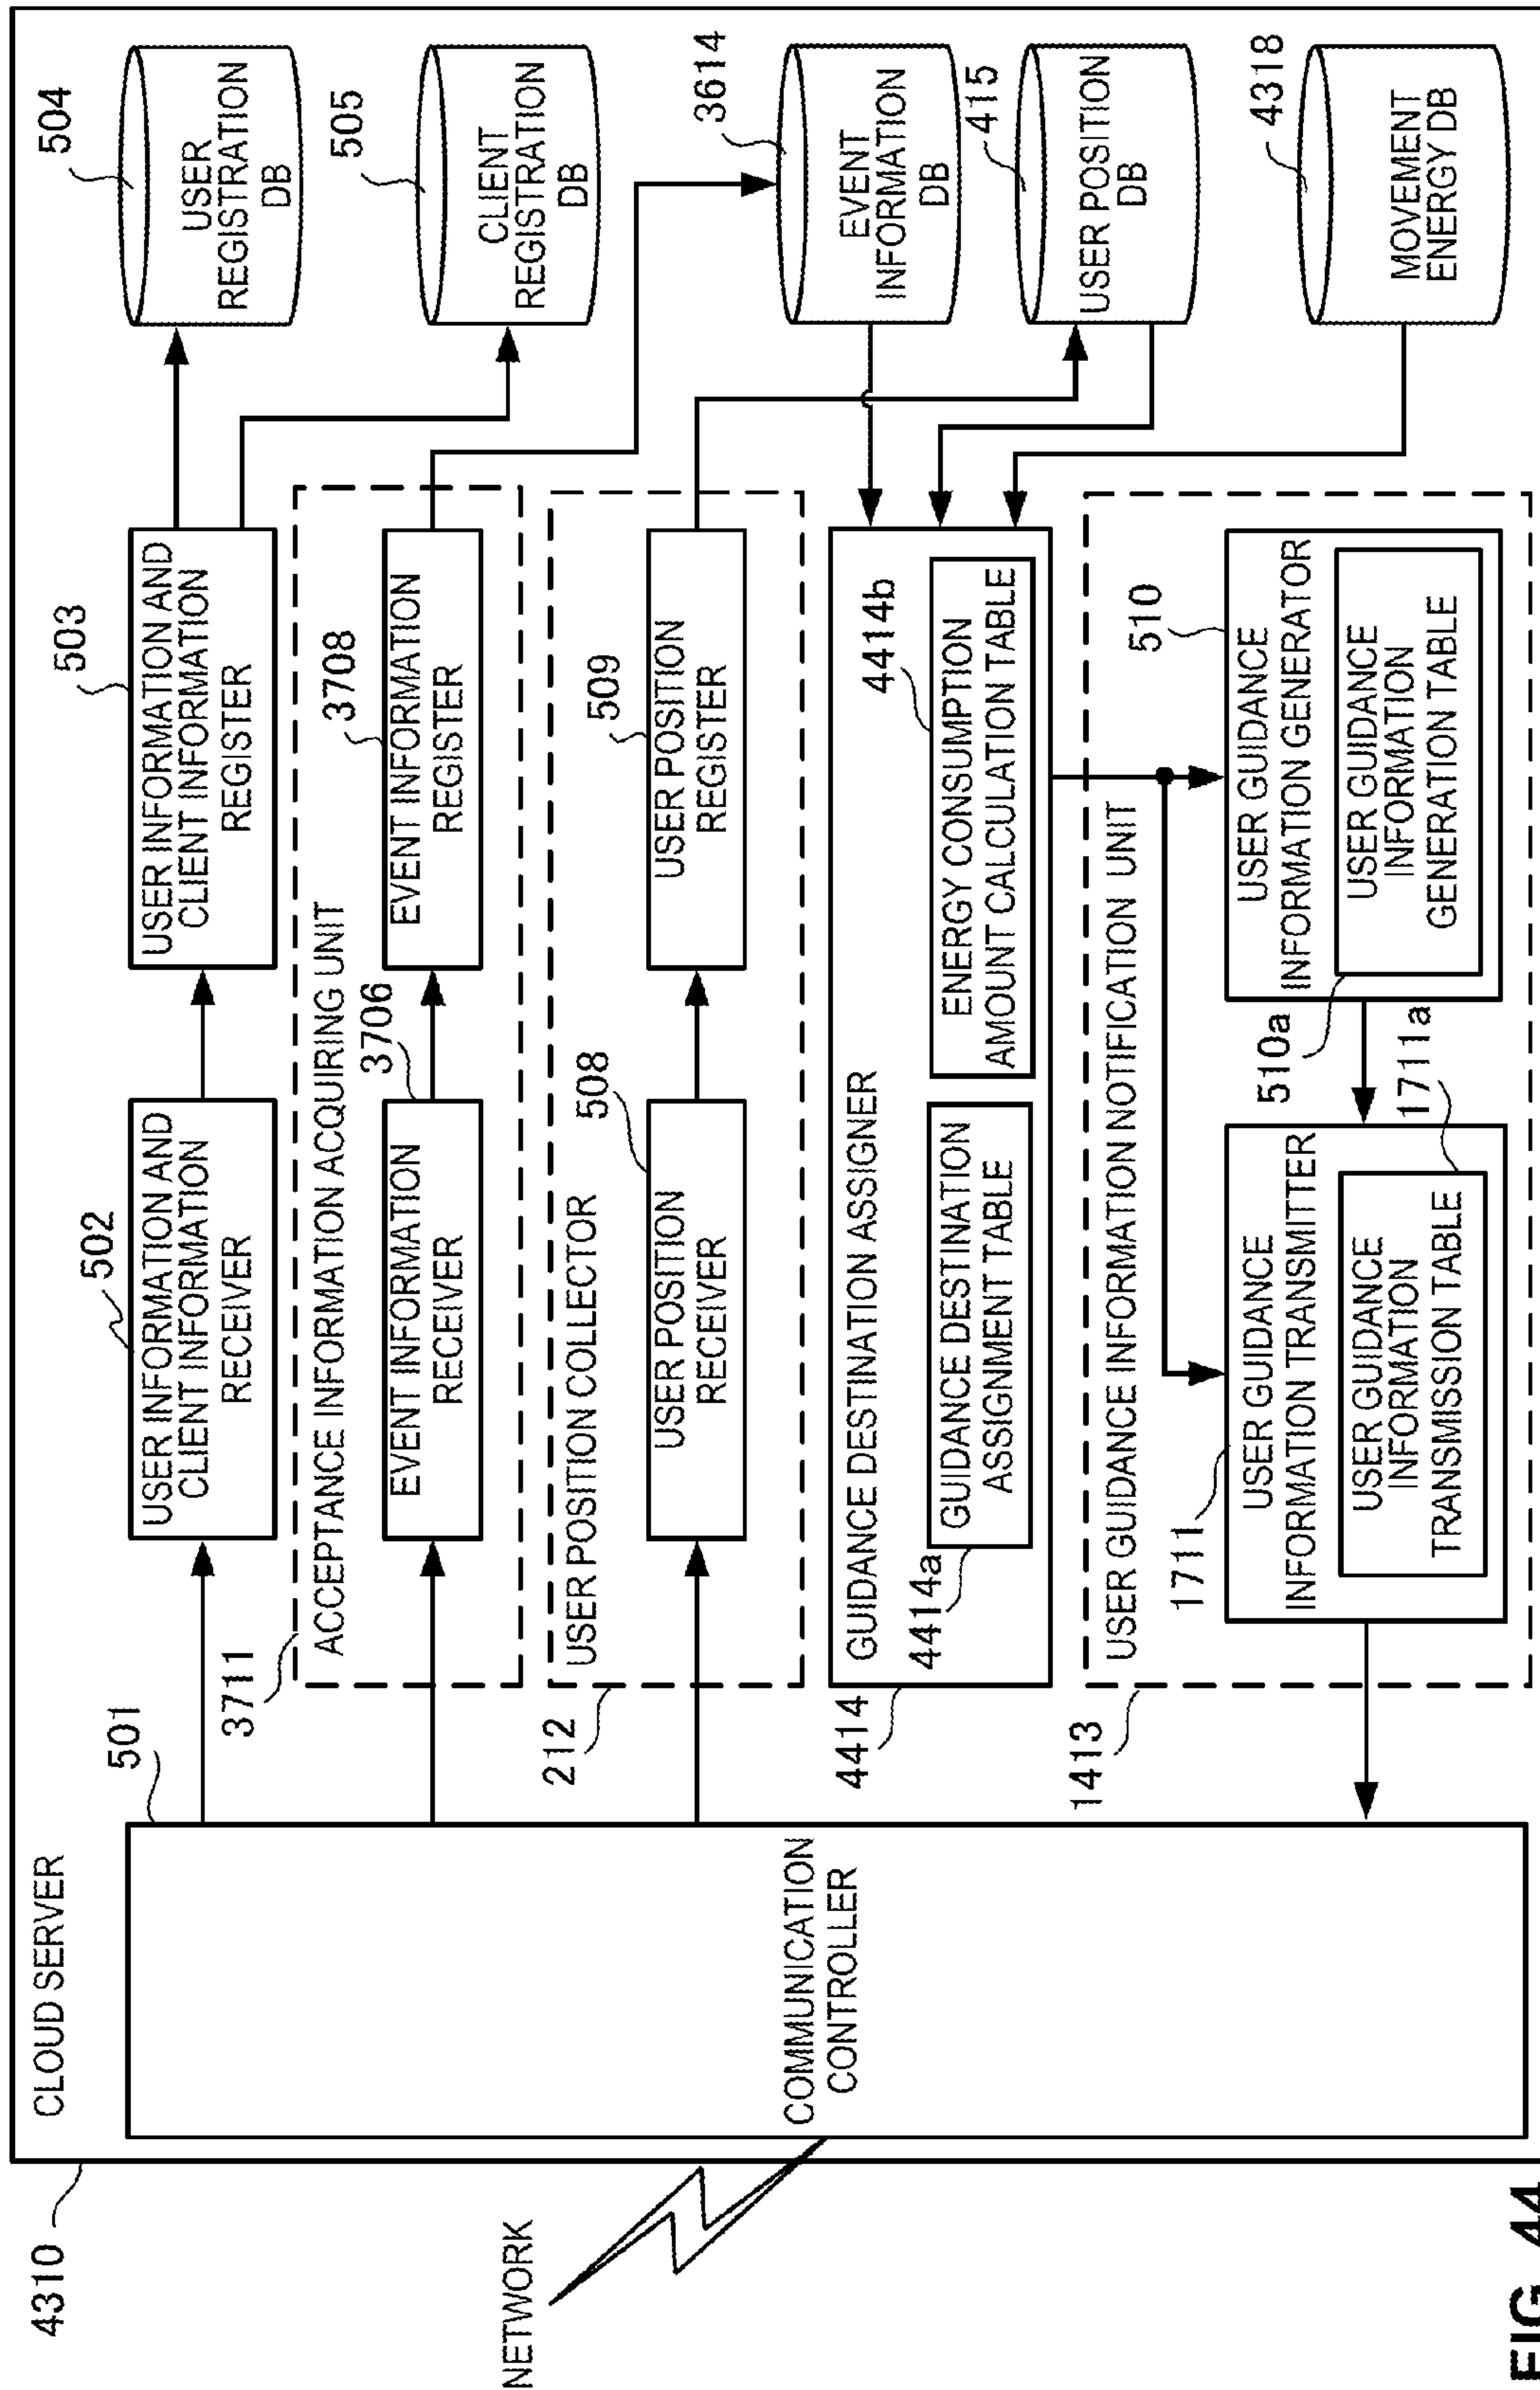 4310
CLOUD SERVER
NETWORK
501
COMMUNICATION
CONTROLLER
502
USER INFORMATION AND
CLIENT INFORMATION
RECEIVER
503
USER INFORMATION AND
CLIENT INFORMATION
REGISTER
504
USER
REGISTRATION
DB
505
CLIENT
REGISTRATION
DB
3711
ACCEPTANCE INFORMATION ACQUIRING UNIT
3706
EVENT INFORMATION
RECEIVER
3708
EVENT INFORMATION
REGISTER
3614
EVENT
INFORMATION
DB
212
USER POSITION COLLECTOR
508
USER POSITION
RECEIVER
509
USER POSITION
REGISTER
415
USER POSITION
DB
4414
GUIDANCE DESTINATION ASSIGNER
4414a
GUIDANCE DESTINATION
ASSIGNMENT TABLE
4414b
ENERGY CONSUMPTION
AMOUNT CALCULATION TABLE
4318
MOVEMENT
ENERGY DB
1413
USER GUIDANCE INFORMATION NOTIFICATION UNIT
1711
USER GUIDANCE
INFORMATION TRANSMITTER
1711a
USER GUIDANCE
INFORMATION
TRANSMISSION TABLE
510
USER GUIDANCE
INFORMATION GENERATOR
510a
USER GUIDANCE
INFORMATION
GENERATION TABLE
FIG. 44